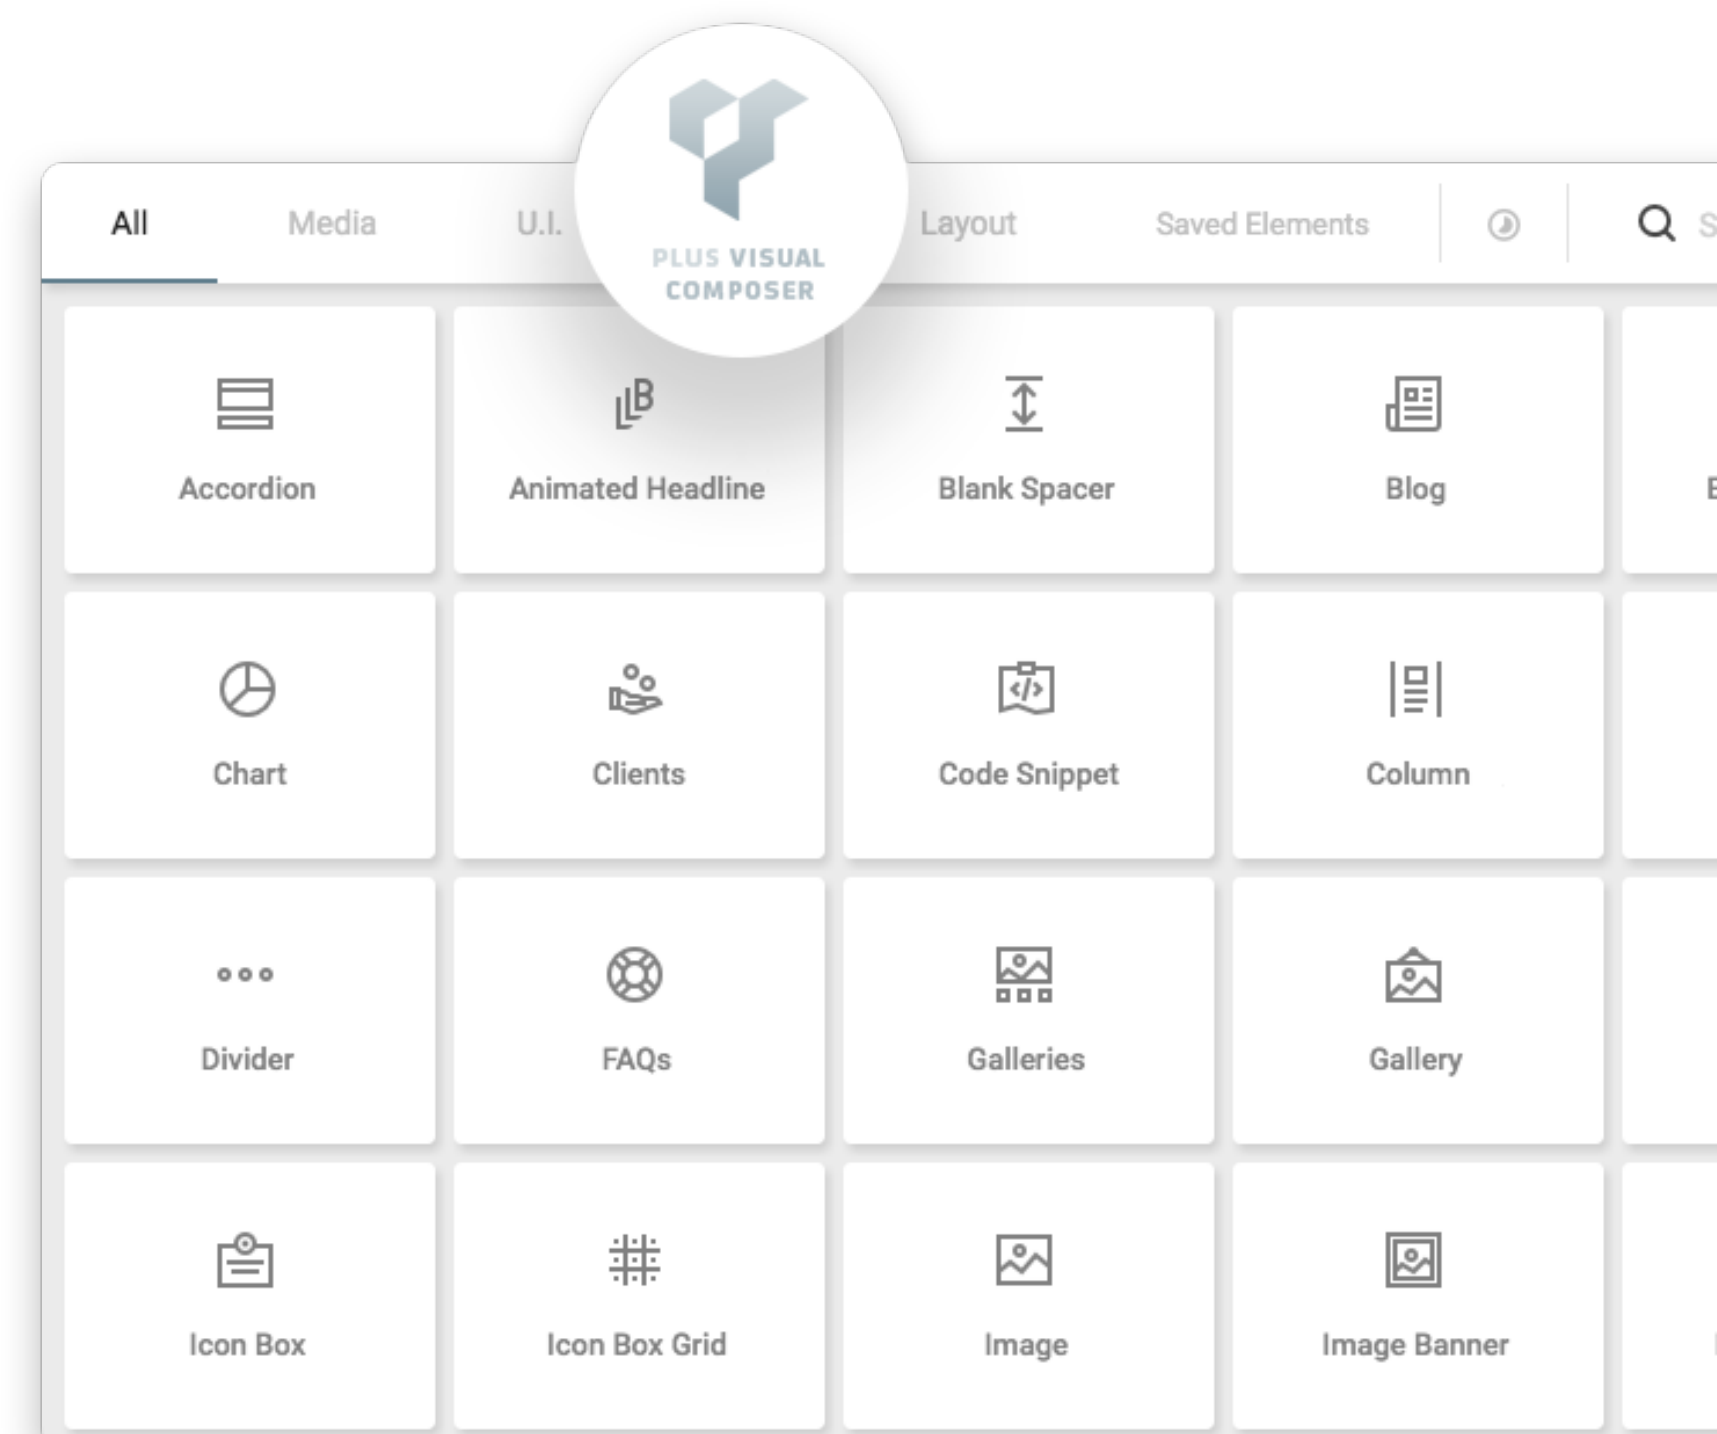 PLUS VISUAL
COMPOSER
All Media U.I. Layout Saved Elements
Accordion Animated Headline Blank Spacer Blog
Chart Clients Code Snippet Column
Divider FAQs Galleries Gallery
Icon Box Icon Box Grid Image Image Banner